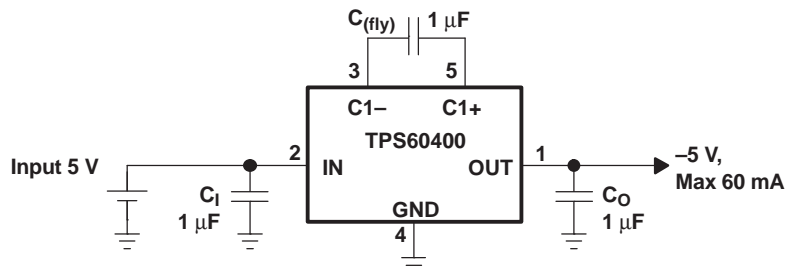 C(fly) 1 μF
3 5
C1– C1+
TPS60400
Input 5 V 2 IN OUT 1 –5 V,
Max 60 mA
CI
1 μF
GND
4
CO
1 μF